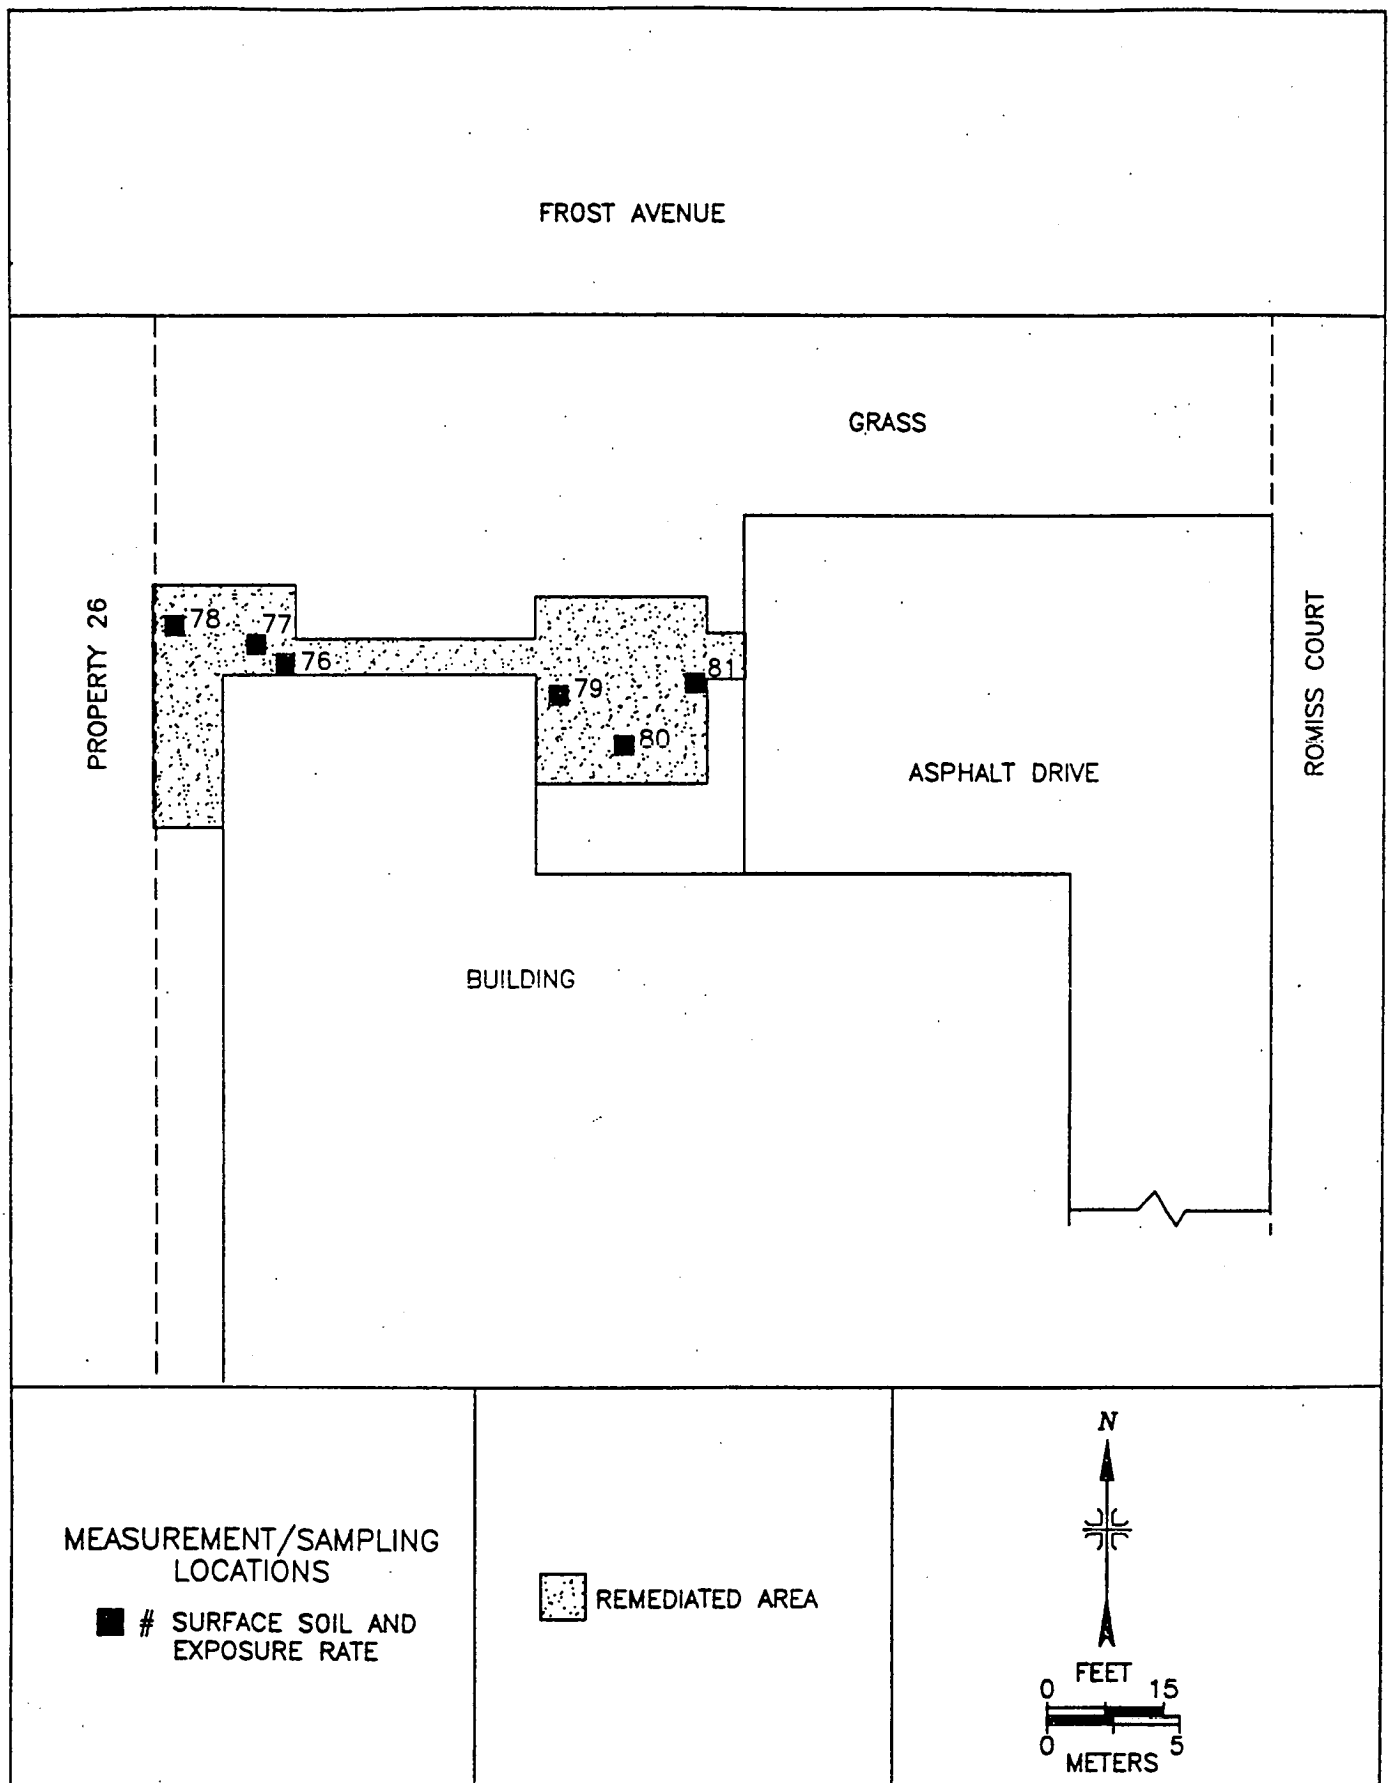 FROST AVENUE
GRASS
PROPERTY 26
78
77
76
79
80
81
ROMISS COURT
ASPHALT DRIVE
BUILDING
MEASUREMENT/SAMPLING
LOCATIONS
# SURFACE SOIL AND
EXPOSURE RATE
REMEDIATED AREA
N
FEET
0 15
0 5
METERS